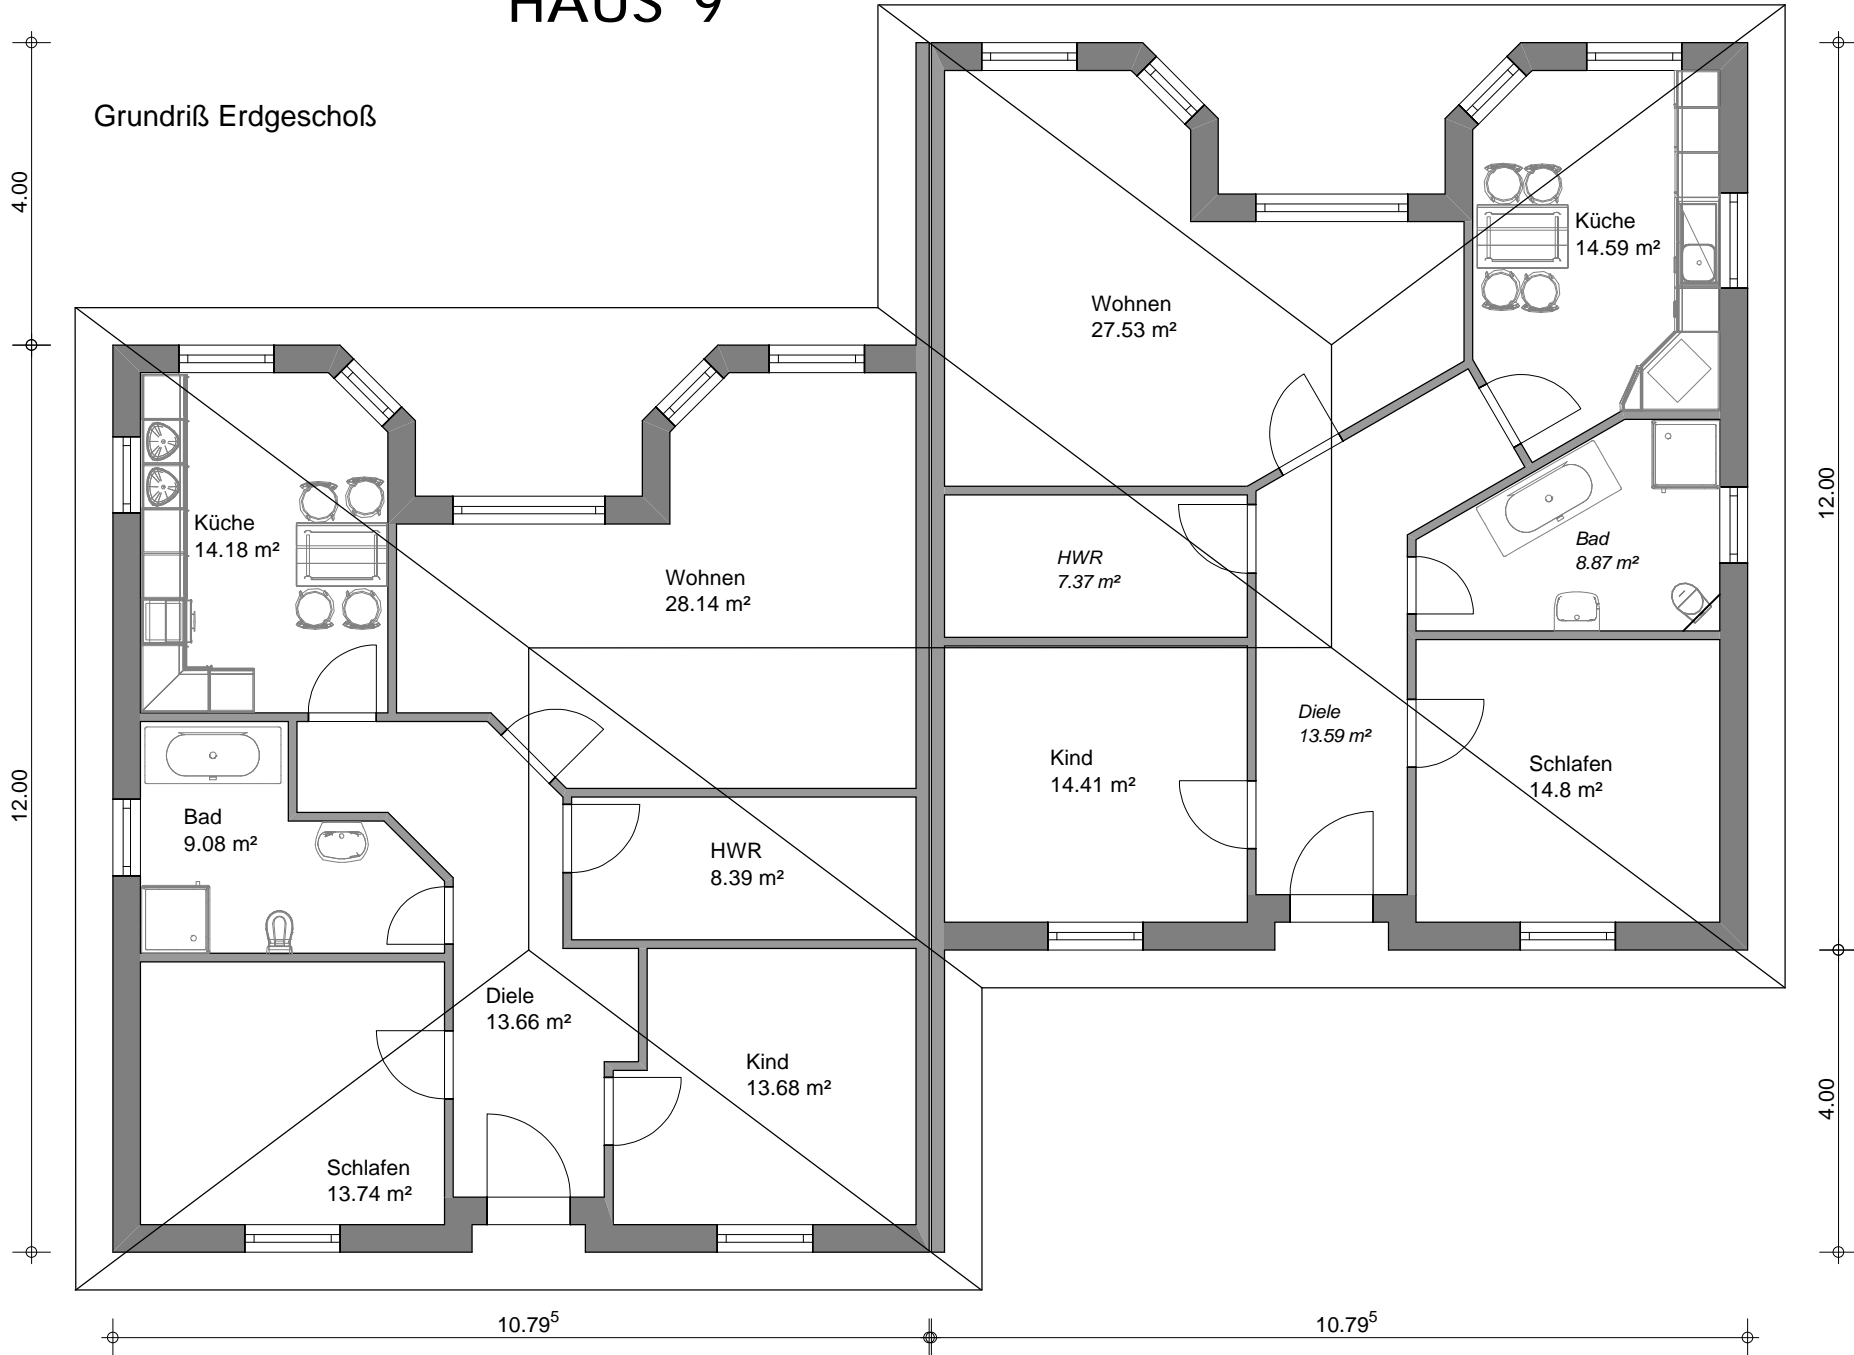 HAUS 9
Grundriß Erdgeschoß
4.00
12.00
Küche
14.18 m²
Wohnen
28.14 m²
Bad
9.08 m²
HWR
8.39 m²
Diele
13.66 m²
Kind
13.68 m²
Schlafen
13.74 m²
Wohnen
27.53 m²
Küche
14.59 m²
HWR
7.37 m²
Bad
8.87 m²
Diele
13.59 m²
Kind
14.41 m²
Schlafen
14.8 m²
12.00
4.00
10.79⁵
10.79⁵